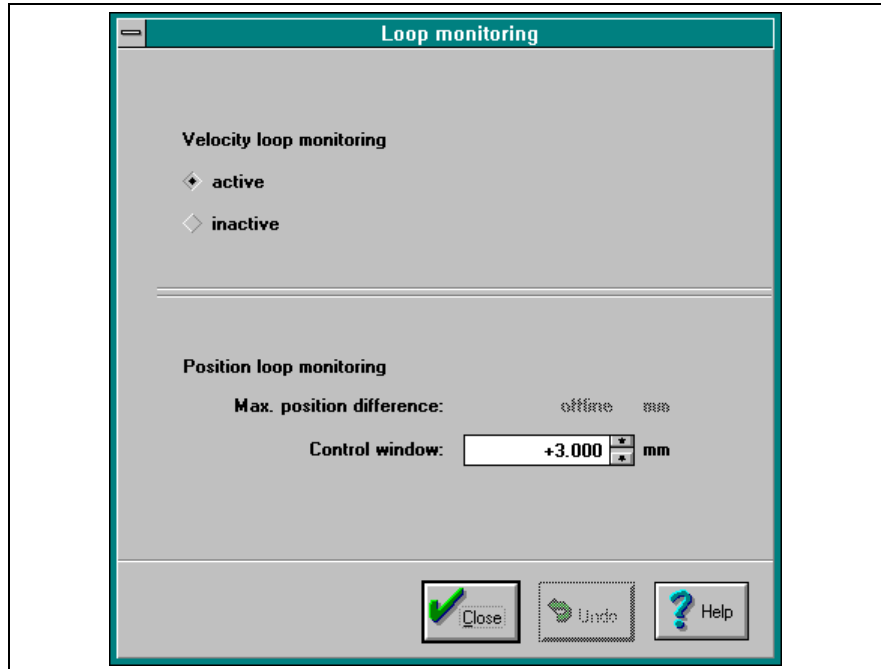 Loop monitoring
Velocity loop monitoring
active
inactive
Position loop monitoring
Max. position difference: offline mm
Control window: +3.000 mm
Close Undo Help